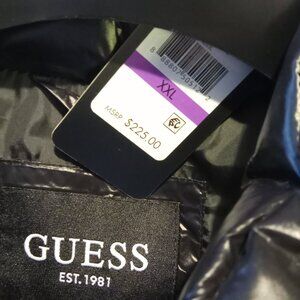 XXL
MSRP $225.00
GUESS
EST. 1981